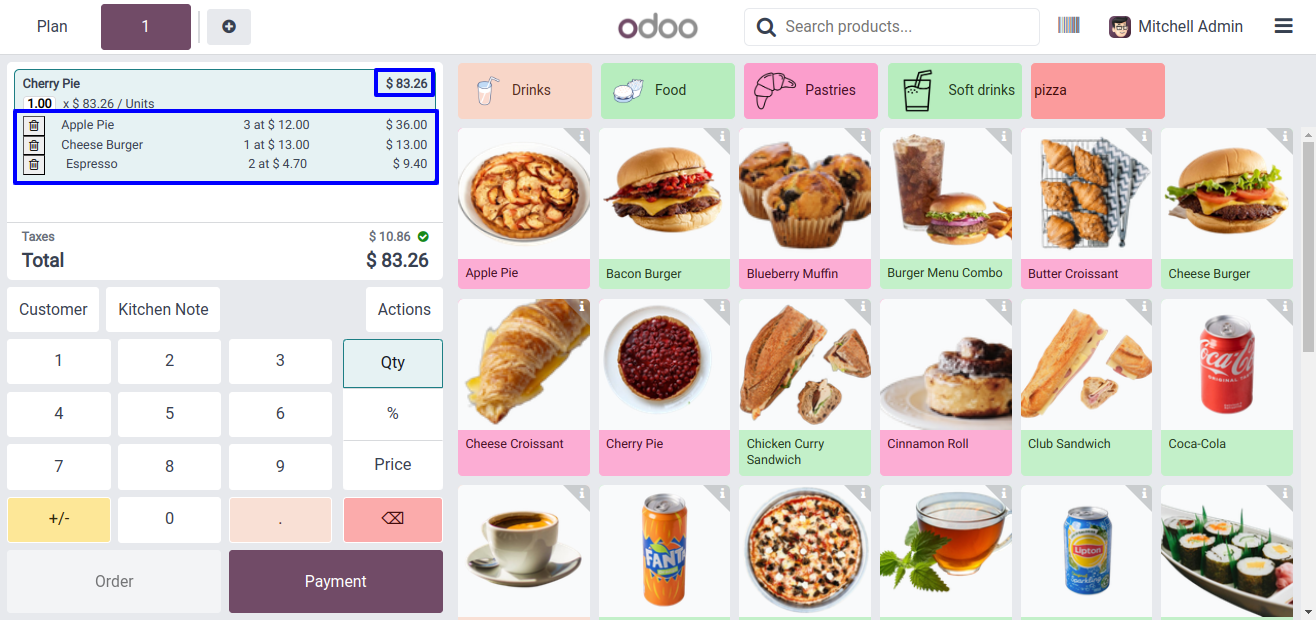 Plan
1
odoo
Search products...
Mitchell Admin
Cherry Pie $ 83.26
1.00 x $ 83.26 / Units
Apple Pie 3 at $ 12.00 $ 36.00
Cheese Burger 1 at $ 13.00 $ 13.00
Espresso 2 at $ 4.70 $ 9.40
Taxes $ 10.86
Total $ 83.26
Customer
Kitchen Note
Actions
1 2 3 Qty
4 5 6 %
7 8 9 Price
+/- 0 .
Order
Payment
Drinks
Food
Pastries
Soft drinks
pizza
Apple Pie
Bacon Burger
Blueberry Muffin
Burger Menu Combo
Butter Croissant
Cheese Burger
Cheese Croissant
Cherry Pie
Chicken Curry
Sandwich
Cinnamon Roll
Club Sandwich
Coca-Cola
Coca-Cola
FANTA
Lipton